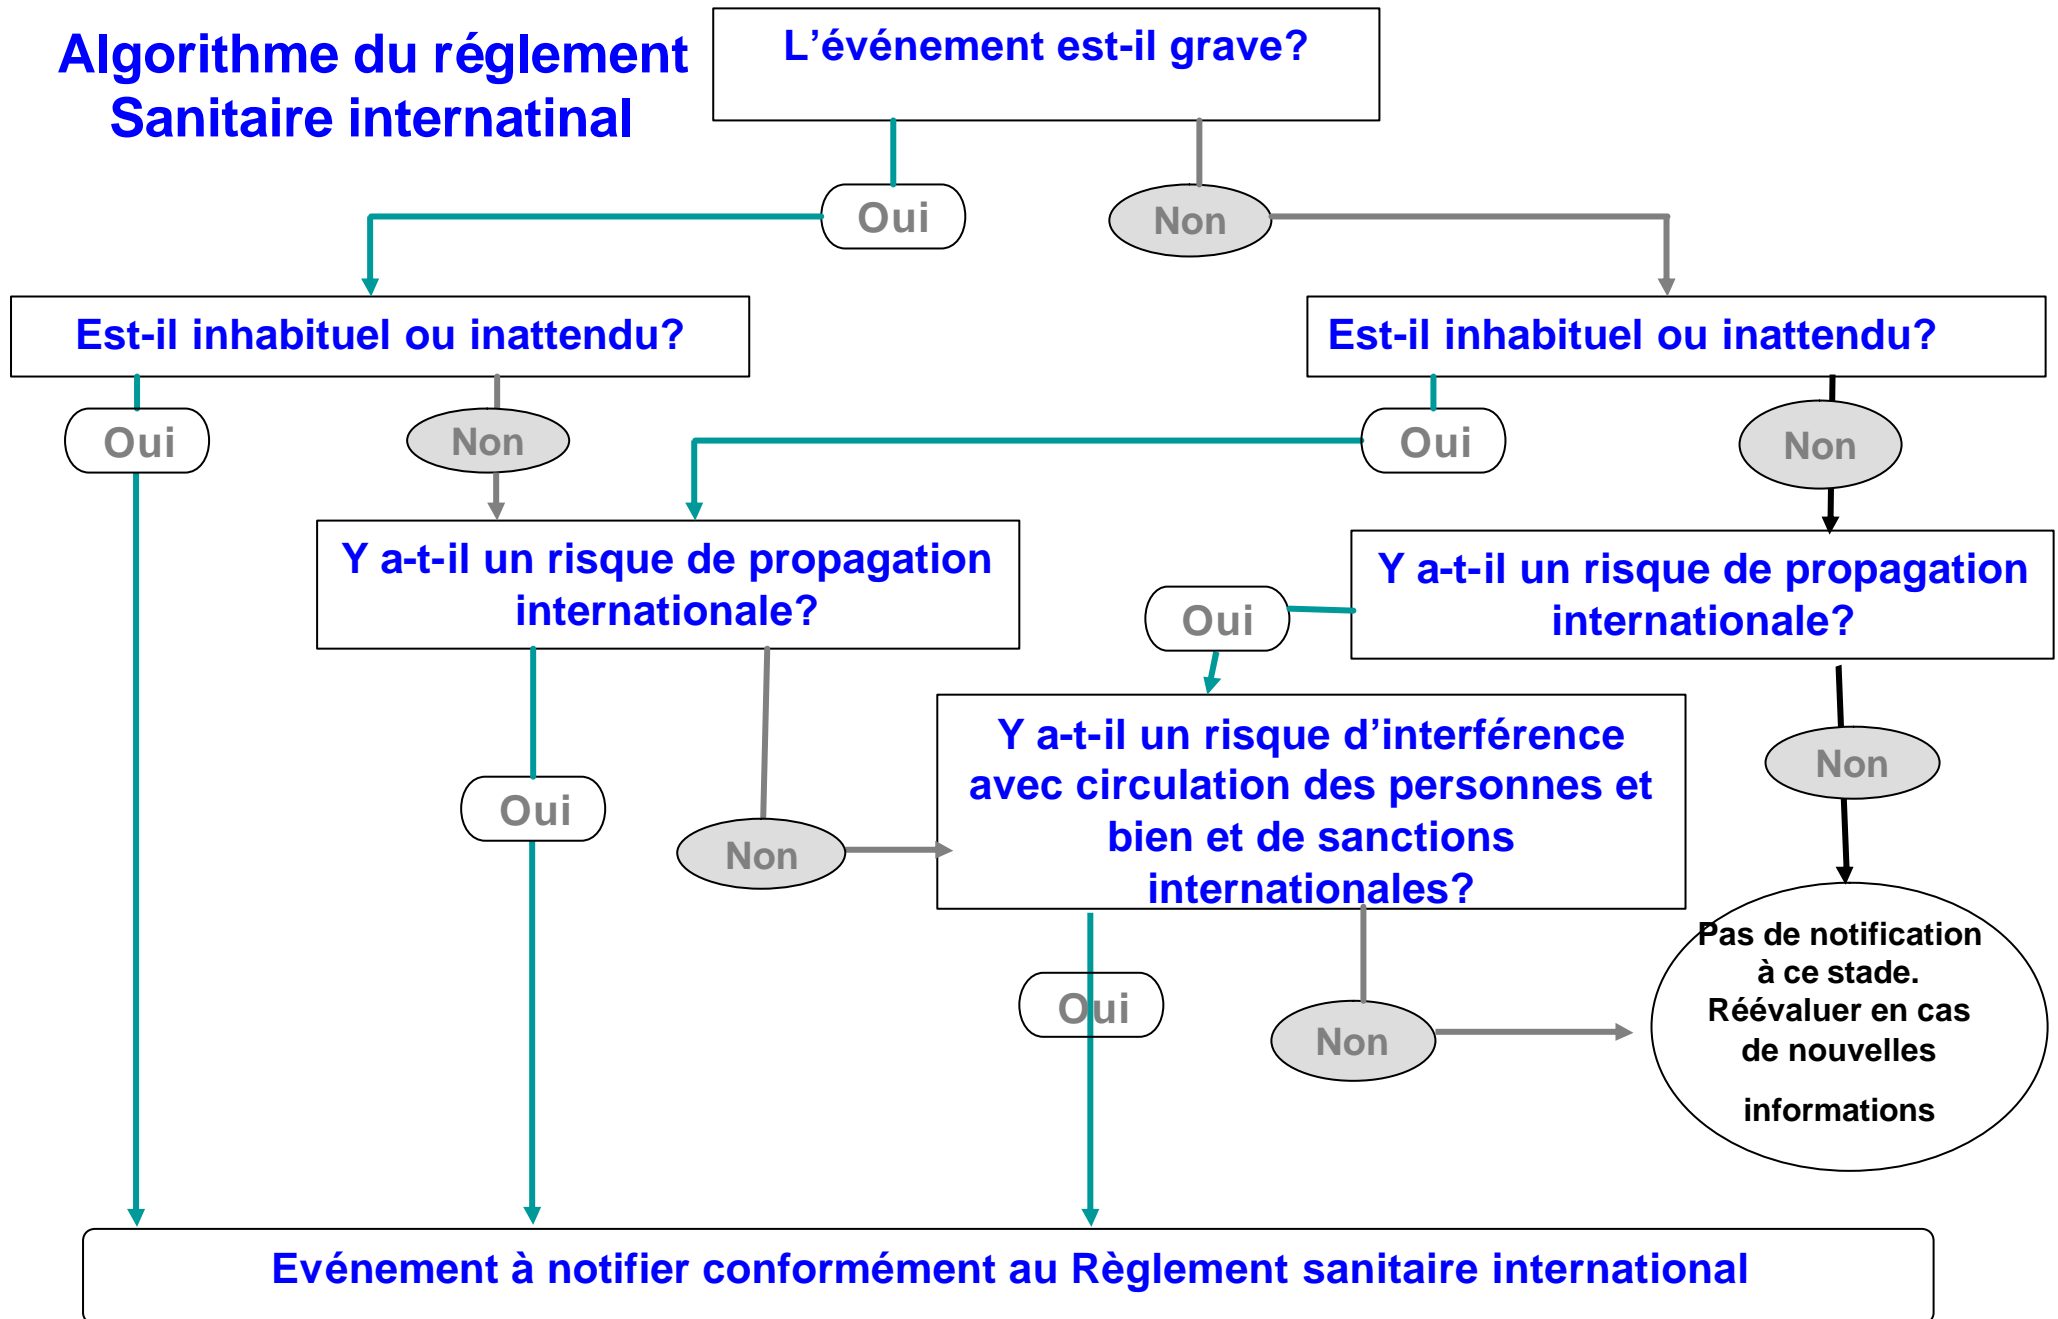 Algorithme du réglement
Sanitaire internatinal
L’événement est-il grave?
Oui
Non
Est-il inhabituel ou inattendu?
Est-il inhabituel ou inattendu?
Oui
Non
Oui
Non
Y a-t-il un risque de propagation
internationale?
Y a-t-il un risque de propagation
internationale?
Oui
Y a-t-il un risque d’interférence
avec circulation des personnes et
bien et de sanctions
internationales?
Non
Oui
Non
Pas de notification
à ce stade.
Réévaluer en cas
de nouvelles
informations
Oui
Non
Evénement à notifier conformément au Règlement sanitaire international